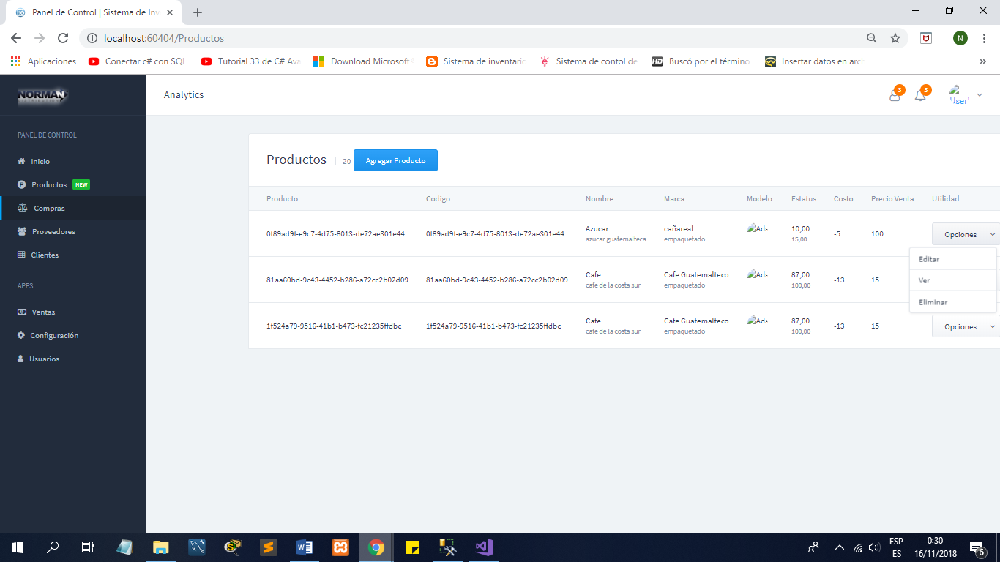 Panel de Control | Sistema de Inv
localhost:60404/Productos
N
Aplicaciones
Conectar c# con SQL
Tutorial 33 de C# Ava
Download Microsoft
Sistema de inventario
Sistema de contol de
HD Buscó por el término
Insertar datos en arch
»
NORMAN
Analytics
3
3
'User'
PANEL DE CONTROL
Inicio
Productos NEW
Compras
Proveedores
Clientes
APPS
Ventas
Configuración
Usuarios
Productos | 20 Agregar Producto
Producto Codigo Nombre Marca Modelo Estatus Costo Precio Venta Utilidad
0f89ad9f-e9c7-4d75-8013-de72ae301e44 0f89ad9f-e9c7-4d75-8013-de72ae301e44 Azucar cañareal Ada 10,00 -5 100 Opciones
azucar guatemalteca empaquetado 15,00
Editar
Ver
Eliminar
81aa60bd-9c43-4452-b286-a72cc2b02d09 81aa60bd-9c43-4452-b286-a72cc2b02d09 Cafe Cafe Guatemalteco Ada 87,00 -13 15
cafe de la costa sur empaquetado 100,00
1f524a79-9516-41b1-b473-fc21235ffdbc 1f524a79-9516-41b1-b473-fc21235ffdbc Cafe Cafe Guatemalteco Ada 87,00 -13 15 Opciones
cafe de la costa sur empaquetado 100,00
ESP
ES
0:30
16/11/2018
6